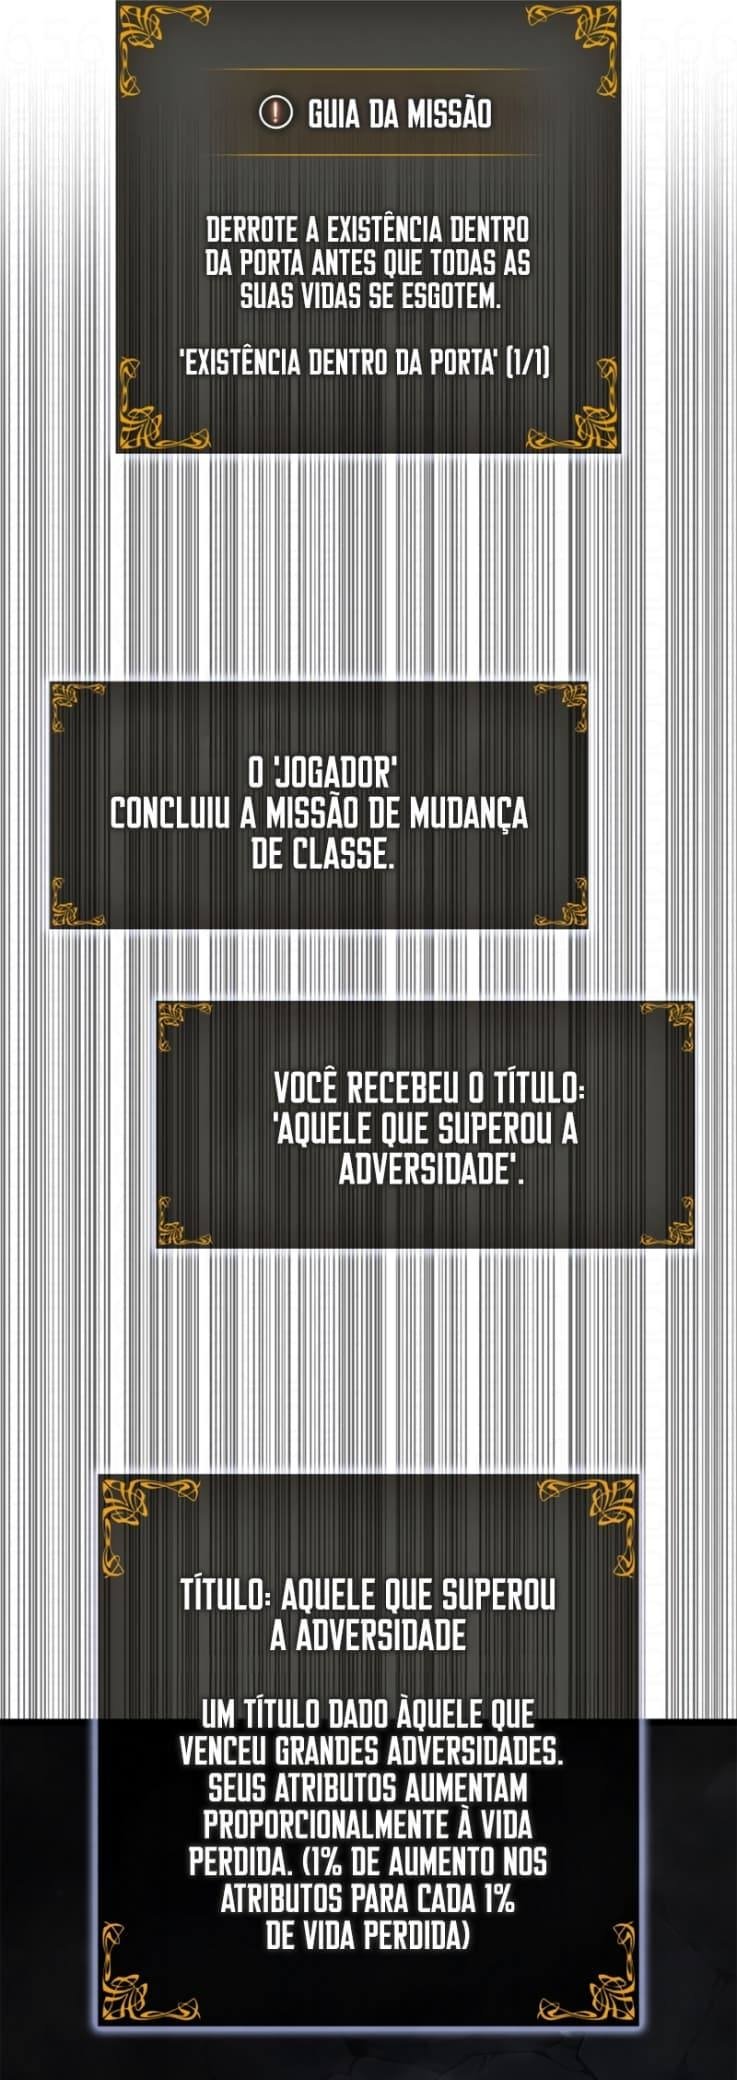 GUIA DA MISSÃO
DERROTE A EXISTÊNCIA DENTRO
DA PORTA ANTES QUE TODAS AS
SUAS VIDAS SE ESGOTEM.
'EXISTÊNCIA DENTRO DA PORTA' (1/1)
O 'JOGADOR'
CONCLUIU A MISSÃO DE MUDANÇA
DE CLASSE.
VOCÊ RECEBEU O TÍTULO:
'AQUELE QUE SUPEROU A
ADVERSIDADE'.
TÍTULO: AQUELE QUE SUPEROU
A ADVERSIDADE
UM TÍTULO DADO ÀQUELE QUE
VENCEU GRANDES ADVERSIDADES.
SEUS ATRIBUTOS AUMENTAM
PROPORCIONALMENTE À VIDA
PERDIDA. (1% DE AUMENTO NOS
ATRIBUTOS PARA CADA 1%
DE VIDA PERDIDA)